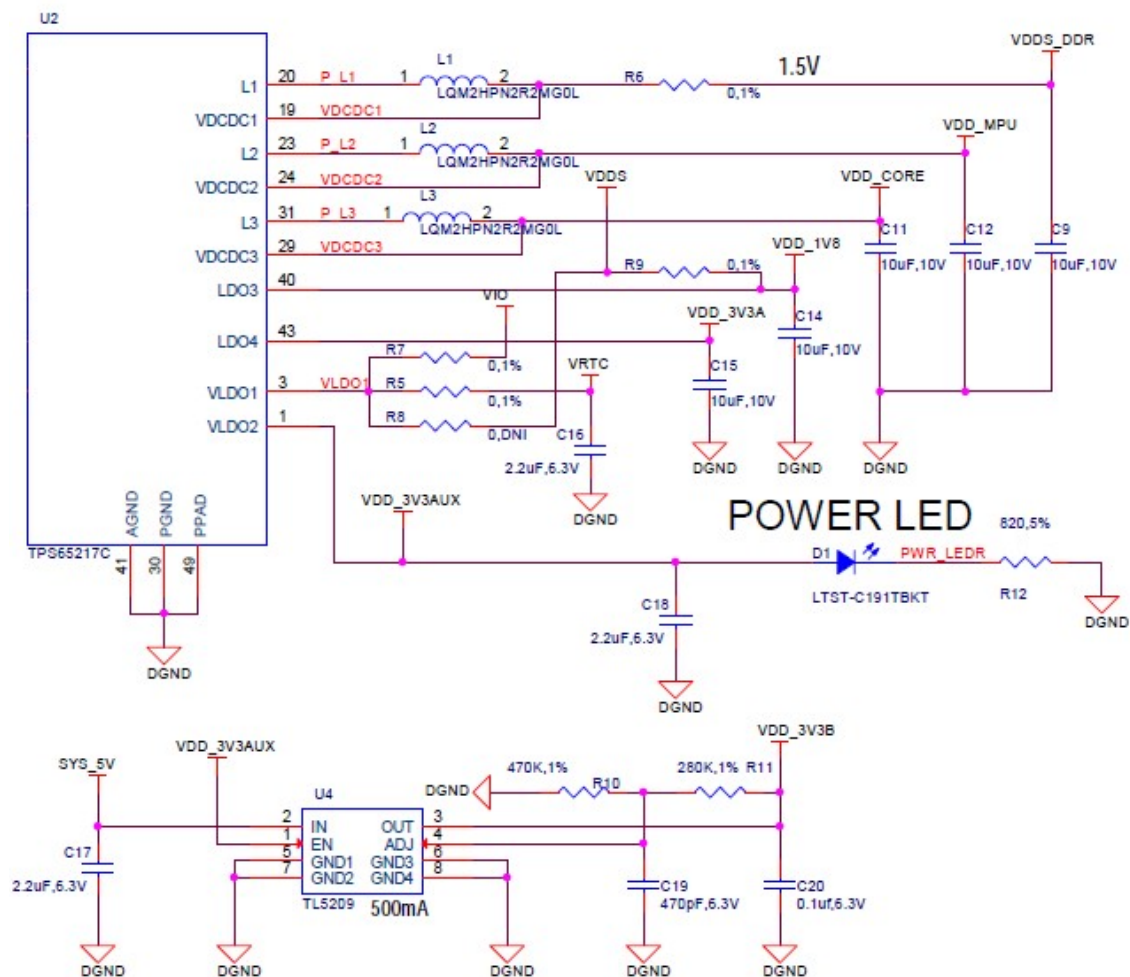 U2
VDDS_DDR
L1 20 P_L1 1 L1 2 R6 1.5V
LQM2HPN2R2MG0L 0,1%
VDCDC1 19 VDCDC1
L2 VDD_MPU
L2 23 P_L2 1 2
LQM2HPN2R2MG0L
VDCDC2 24 VDCDC2 VDDS VDD_CORE
L3 31 P_L3 1 L3 2
LQM2HPN2R2MG0L C11 C12 C9
VDCDC3 29 VDCDC3 VDD_1V8
10uF,10V 10uF,10V 10uF,10V
R9 0,1%
LDO3 40
VIO VDD_3V3A C14
LDO4 43 10uF,10V
R7 0,1% VRTC C15
VLDO1 3 VLDO1 R5 0,1%
10uF,10V
VLDO2 1 R8 0,DNI C16
DGND DGND DGND
2.2uF,6.3V
DGND
AGND PGND PPAD
VDD_3V3AUX POWER LED 820,5%
TPS65217C
41 30 49
D1 PWR_LEDR
LTST-C191TBKT R12
C18 DGND
2.2uF,6.3V
DGND
DGND
VDD_3V3B
VDD_3V3AUX
SYS_5V 470K,1% 280K,1% R11
DGND R10
U4
2 IN OUT 3
1 EN ADJ 4
C17 5 GND1 GND3 6
7 GND2 GND4 8
2.2uF,6.3V C19 C20
TL5209 500mA 470pF,6.3V 0.1uf,6.3V
DGND DGND DGND DGND DGND